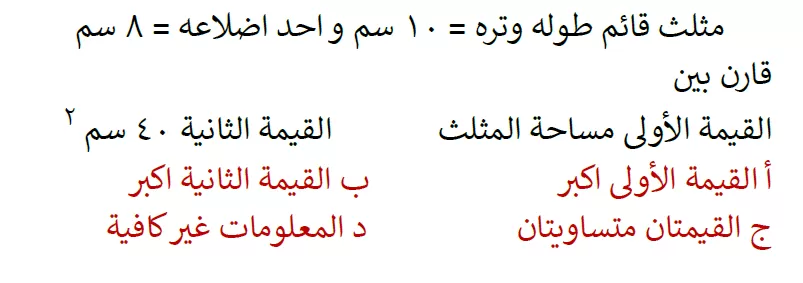 مثلث قائم طوله وتره = ١٠ سم و احد اضلاعه = ٨ سم
قارن بين
القيمة الأولى مساحة المثلث القيمة الثانية ٤٠ سم ٢
أ القيمة الأولى اكبر ب القيمة الثانية اكبر
ج القيمتان متساويتان د المعلومات غير كافية